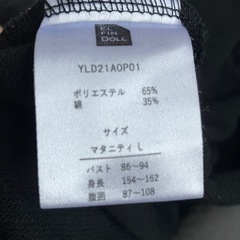 EL
FIN
DOLL
YLD21A0P01
ポリエステル 65%
綿 35%
サイズ
マタニティ L
バスト 86~94
身長 154~162
腹囲 87~108